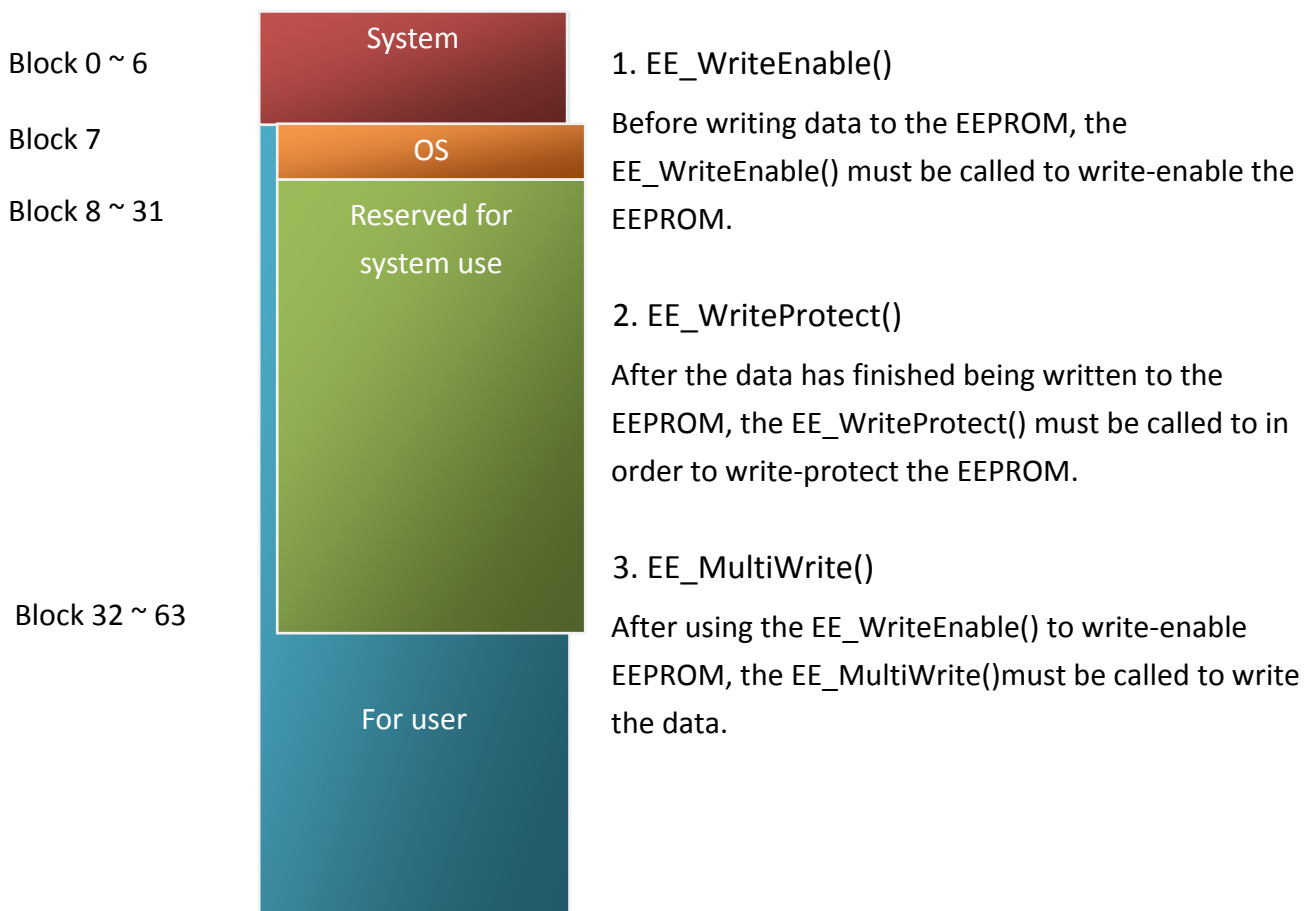 Block 0 ~ 6
Block 7
Block 8 ~ 31
Block 32 ~ 63
System
OS
Reserved for
system use
For user
1. EE_WriteEnable()
Before writing data to the EEPROM, the
EE_WriteEnable() must be called to write-enable the
EEPROM.
2. EE_WriteProtect()
After the data has finished being written to the
EEPROM, the EE_WriteProtect() must be called to in
order to write-protect the EEPROM.
3. EE_MultiWrite()
After using the EE_WriteEnable() to write-enable
EEPROM, the EE_MultiWrite()must be called to write
the data.